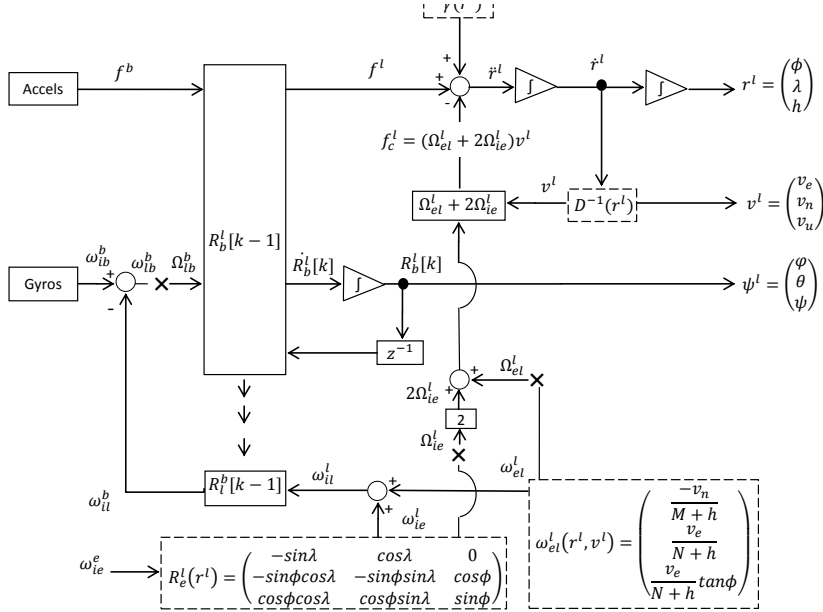 γ(r^l)
Accels
f^b
f^l
+
+
-
r̈^l
∫
ṙ^l
∫
r^l = (ϕ λ h)
f_c^l = (Ω_el^l + 2Ω_ie^l)v^l
v^l
Ω_el^l + 2Ω_ie^l
D^-1(r^l)
v^l = (v_e v_n v_u)
R_b^l[k − 1]
ω_ib^b
ω_lb^b
Ω_lb^b
Gyros
+
-
Ṙ_b^l[k]
∫
R_b^l[k]
ψ^l = (φ θ ψ)
z^-1
Ω_el^l
+
+
2Ω_ie^l
2
Ω_ie^l
ω_el^l
R_l^b[k − 1]
ω_il^l
+
+
ω_il^b
ω_ie^l
ω_ie^e
R_e^l(r^l) = (−sinλ cosλ 0
−sinϕcosλ −sinϕsinλ cosϕ
cosϕcosλ cosϕsinλ sinϕ)
ω_el^l(r^l, v^l) = (−v_n/(M + h)
v_e/(N + h)
v_e/(N + h) tanϕ)